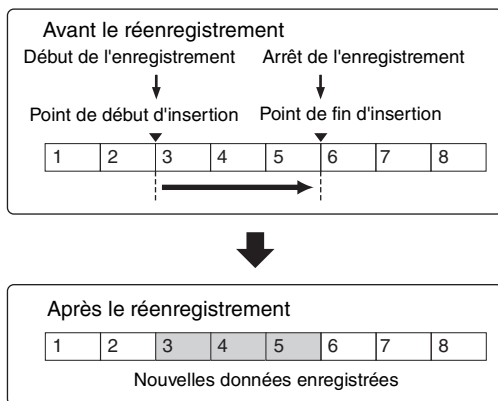 Avant le réenregistrement
Début de l'enregistrement Arrêt de l'enregistrement
Point de début d'insertion Point de fin d'insertion
1 2 3 4 5 6 7 8
Après le réenregistrement
1 2 3 4 5 6 7 8
Nouvelles données enregistrées